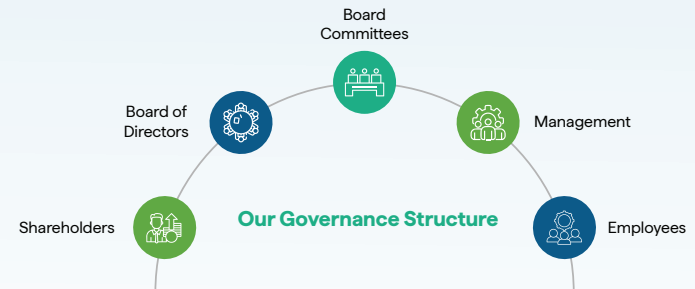 Board
Committees
Board of
Directors
Management
Shareholders
Our Governance Structure
Employees